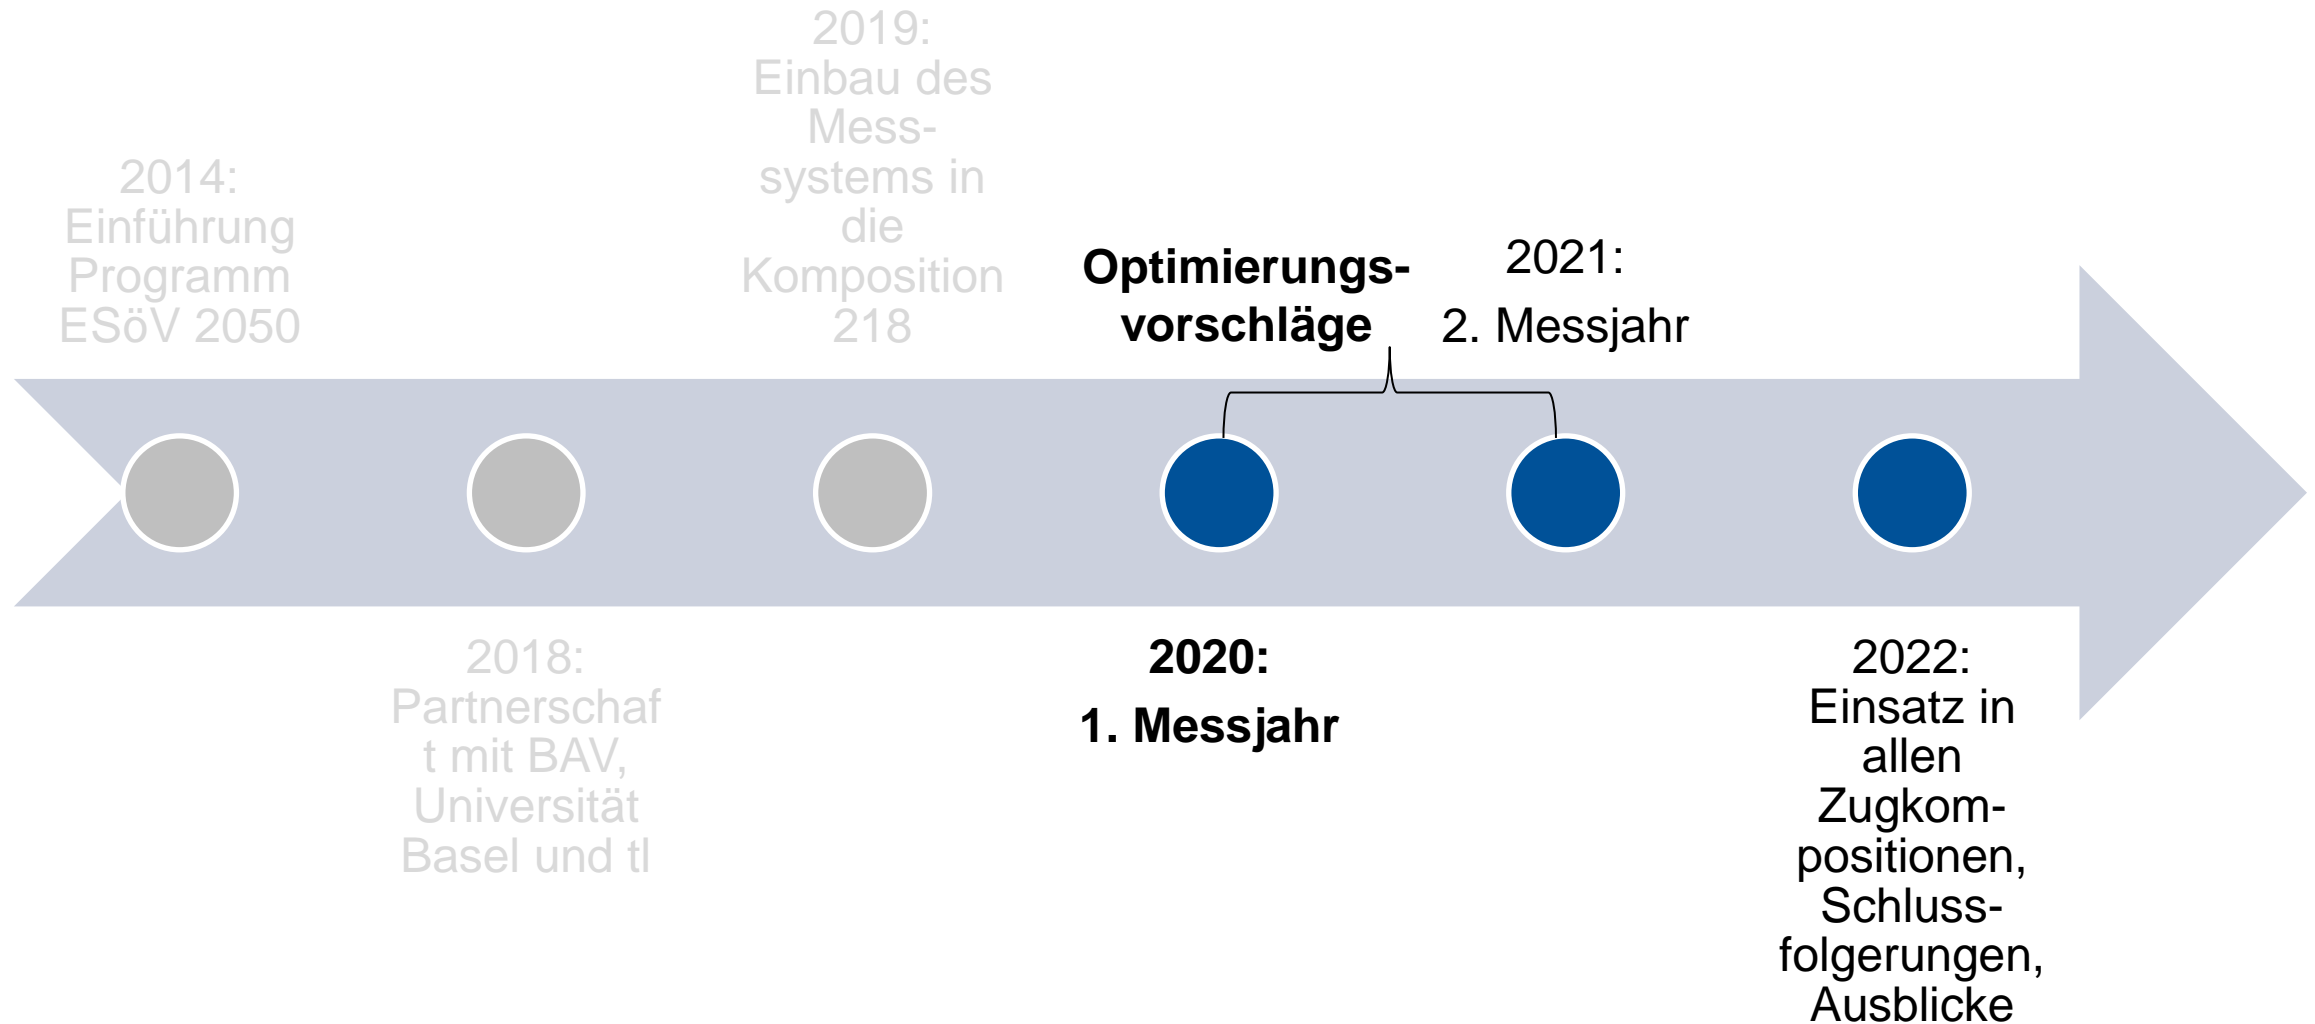 2014:
Einführung
Programm
ESöV 2050
2018:
Partnerschaf
t mit BAV,
Universität
Basel und tl
2019:
Einbau des
Mess-
systems in
die
Komposition
218
2020:
1. Messjahr
Optimierungs-
vorschläge
2021:
2. Messjahr
2022:
Einsatz in
allen
Zugkom-
positionen,
Schluss-
folgerungen,
Ausblicke